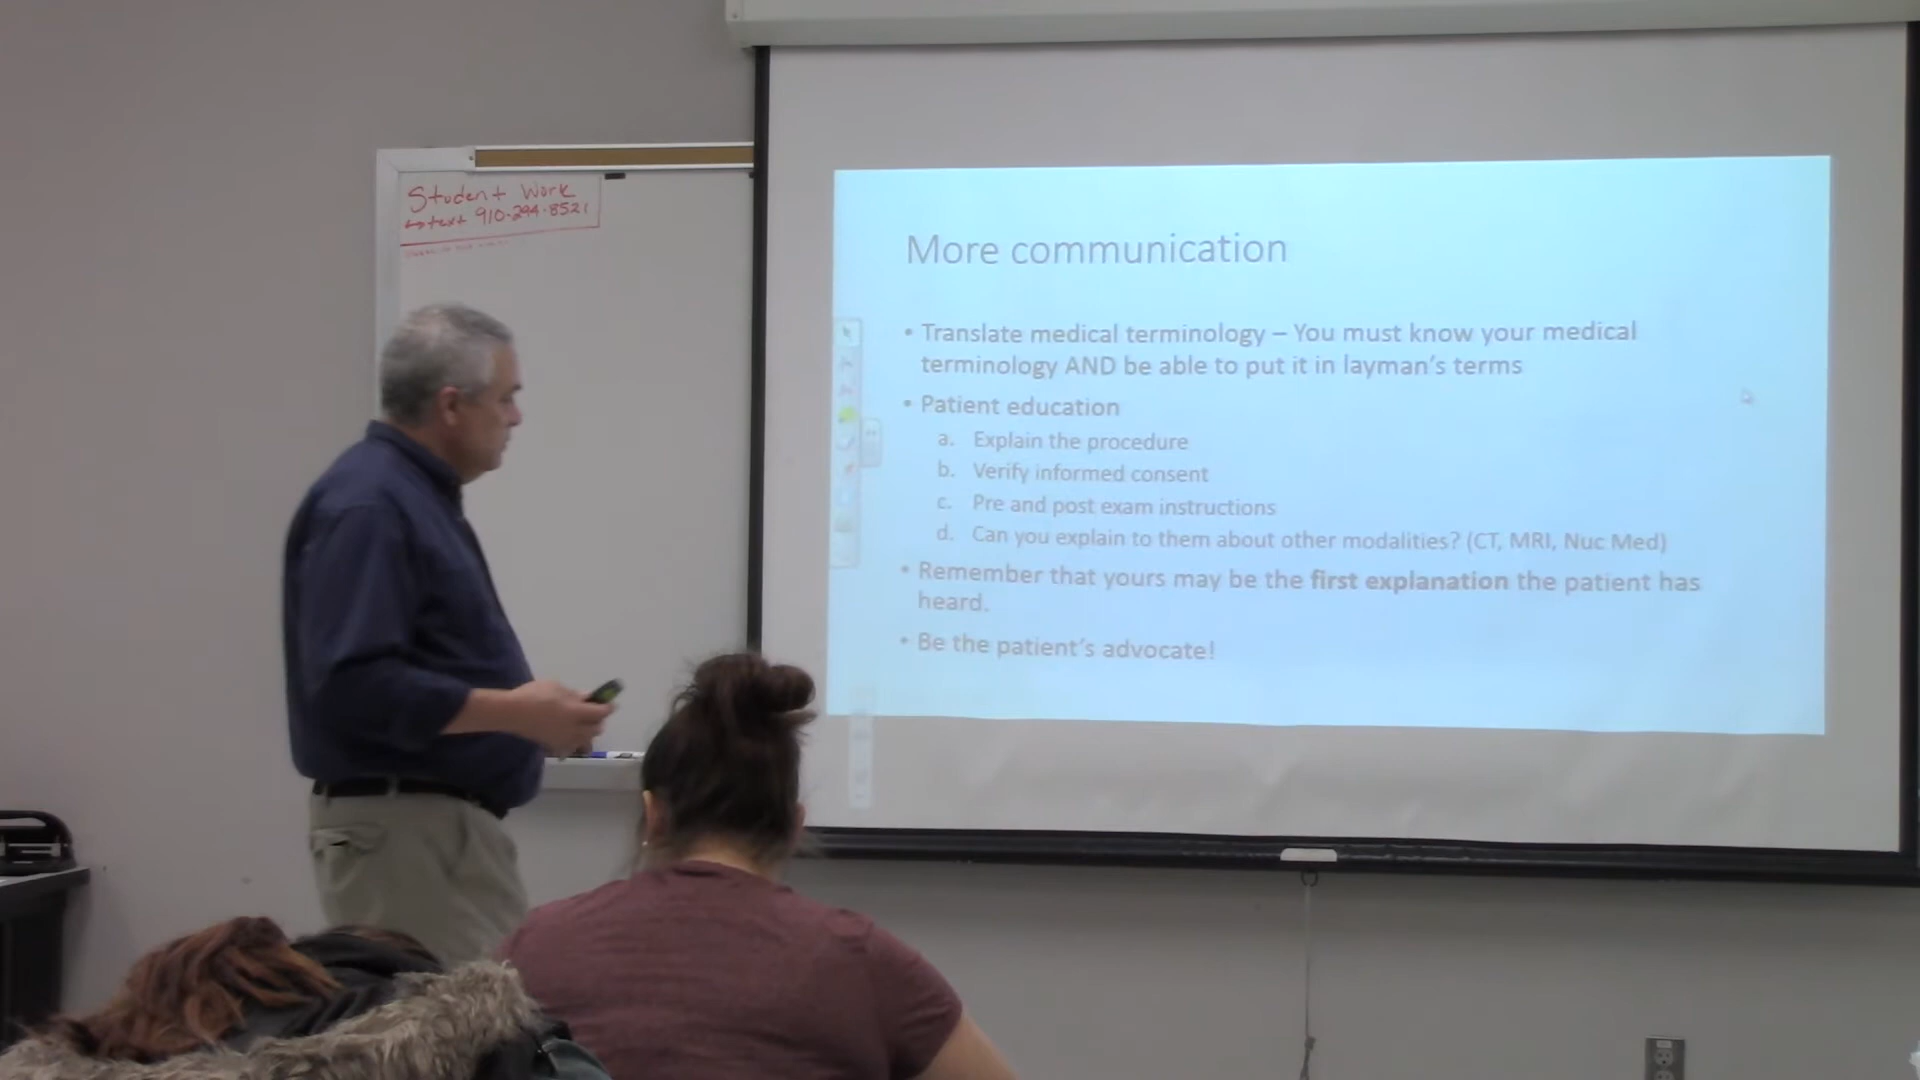 Student Work
↪text 910-294-8521
More communication
• Translate medical terminology – You must know your medical
terminology AND be able to put it in layman's terms
• Patient education
a. Explain the procedure
b. Verify informed consent
c. Pre and post exam instructions
d. Can you explain to them about other modalities? (CT, MRI, Nuc Med)
• Remember that yours may be the first explanation the patient has
heard.
• Be the patient's advocate!